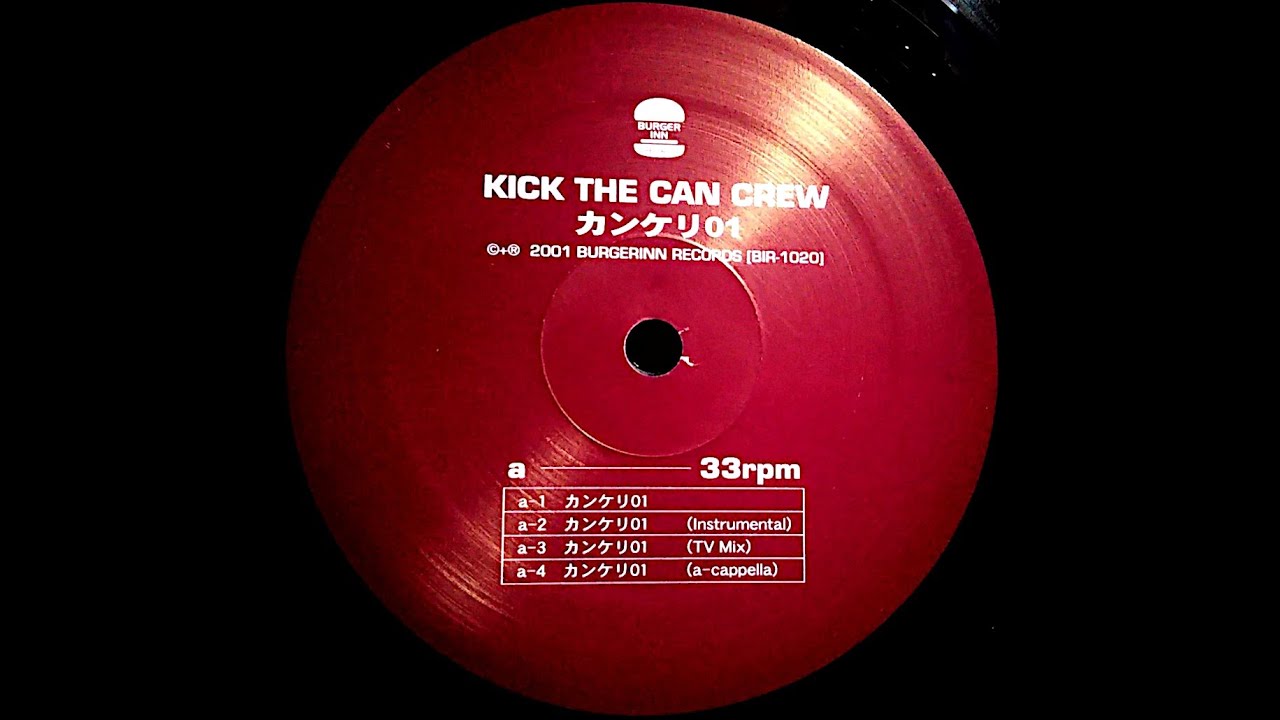 BURGER
INN
KICK THE CAN CREW
カンケリ01
©+® 2001 BURGERINN RECORDS [BIR-1020]
a 33rpm
a-1 カンケリ01
a-2 カンケリ01 (Instrumental)
a-3 カンケリ01 (TV Mix)
a-4 カンケリ01 (a-cappella)